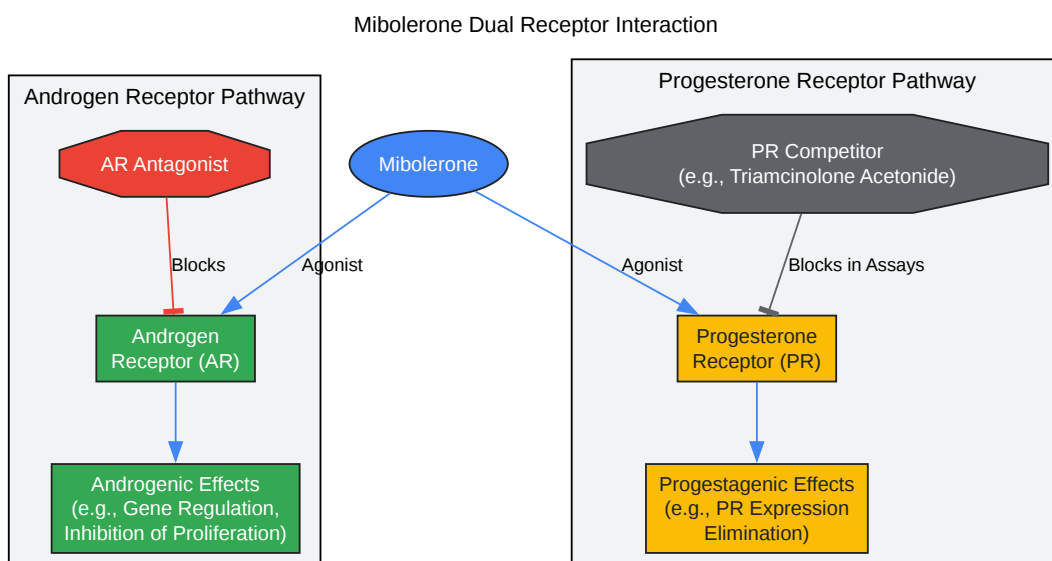 Mibolerone Dual Receptor Interaction
Androgen Receptor Pathway
Progesterone Receptor Pathway
AR Antagonist
Mibolerone
PR Competitor
(e.g., Triamcinolone Acetonide)
Blocks
Agonist
Agonist
Blocks in Assays
Androgen
Receptor (AR)
Progesterone
Receptor (PR)
Androgenic Effects
(e.g., Gene Regulation,
Inhibition of Proliferation)
Progestagenic Effects
(e.g., PR Expression
Elimination)